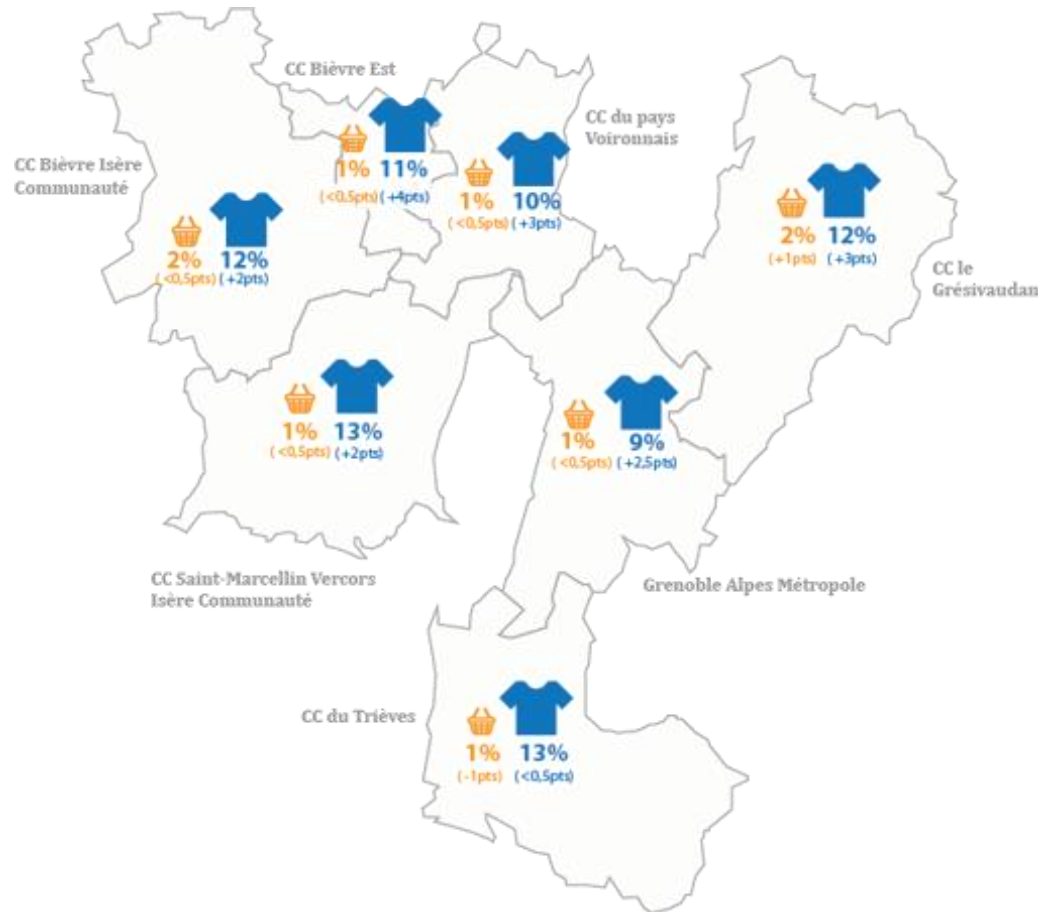 CC Bièvre Est
CC du pays
Voironnais
CC Bièvre Isère
Communauté
1% 11%
(<0,5pts) (+4pts)
1% 10%
(<0,5pts) (+3pts)
2% 12%
(+1pts) (+3pts)
2% 12%
(<0,5pts) (+2pts)
CC le
Grésivaudan
1% 13%
(<0,5pts) (+2pts)
1% 9%
(<0,5pts) (+2,5pts)
CC Saint-Marcellin Vercors
Isère Communauté
Grenoble Alpes Métropole
CC du Trièves
1% 13%
(-1pts) (<0,5pts)